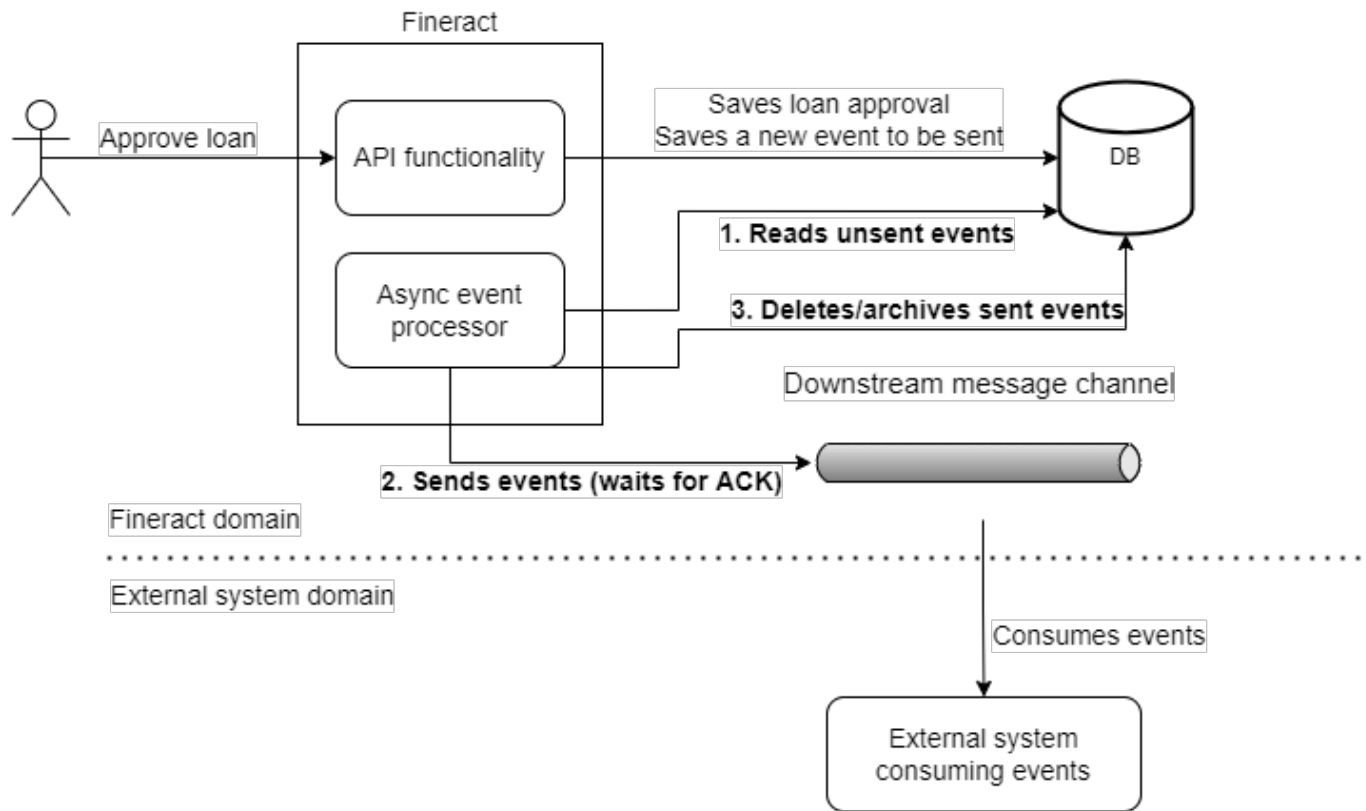 Fineract
Approve loan
API functionality
Saves loan approval
Saves a new event to be sent
DB
1. Reads unsent events
Async event
processor
3. Deletes/archives sent events
Downstream message channel
2. Sends events (waits for ACK)
Fineract domain
External system domain
Consumes events
External system
consuming events